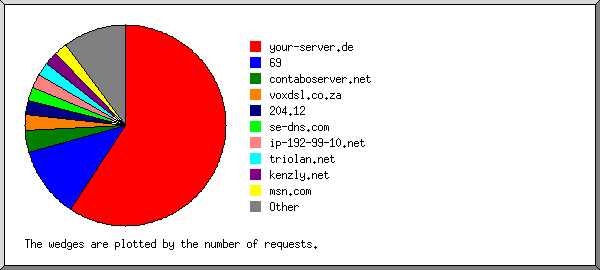 your-server.de
69
contaboserver.net
voxdsl.co.za
204.12
se-dns.com
ip-192-99-10.net
triolan.net
kenzly.net
msn.com
Other
The wedges are plotted by the number of requests.